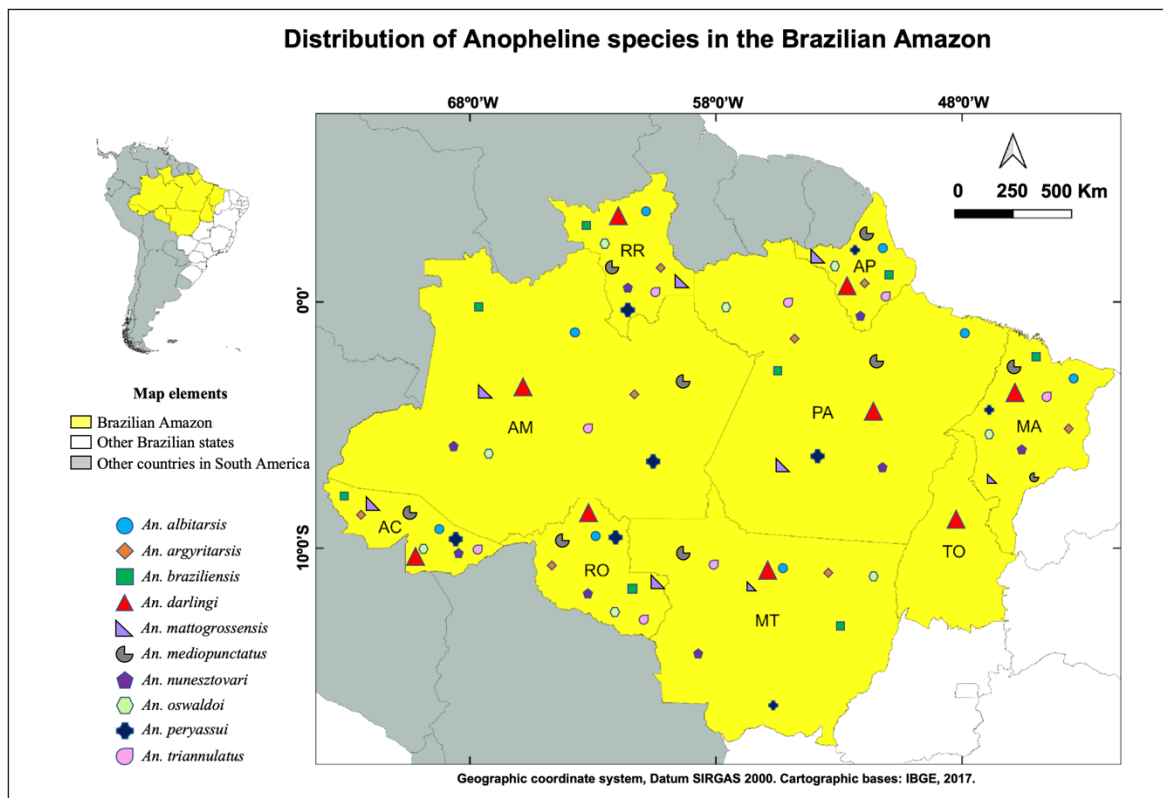 Distribution of Anopheline species in the Brazilian Amazon
68º0'W
58º0'W
48º0'W
0
250
500 Km
0º0'
10º0'S
RR
AP
AM
PA
MA
AC
RO
TO
MT
Map elements
Brazilian Amazon
Other Brazilian states
Other countries in South America
An. albitarsis
An. argyritarsis
An. braziliensis
An. darlingi
An. mattogrossensis
An. mediopunctatus
An. nunesztovari
An. oswaldoi
An. peryassui
An. triannulatus
Geographic coordinate system, Datum SIRGAS 2000. Cartographic bases: IBGE, 2017.